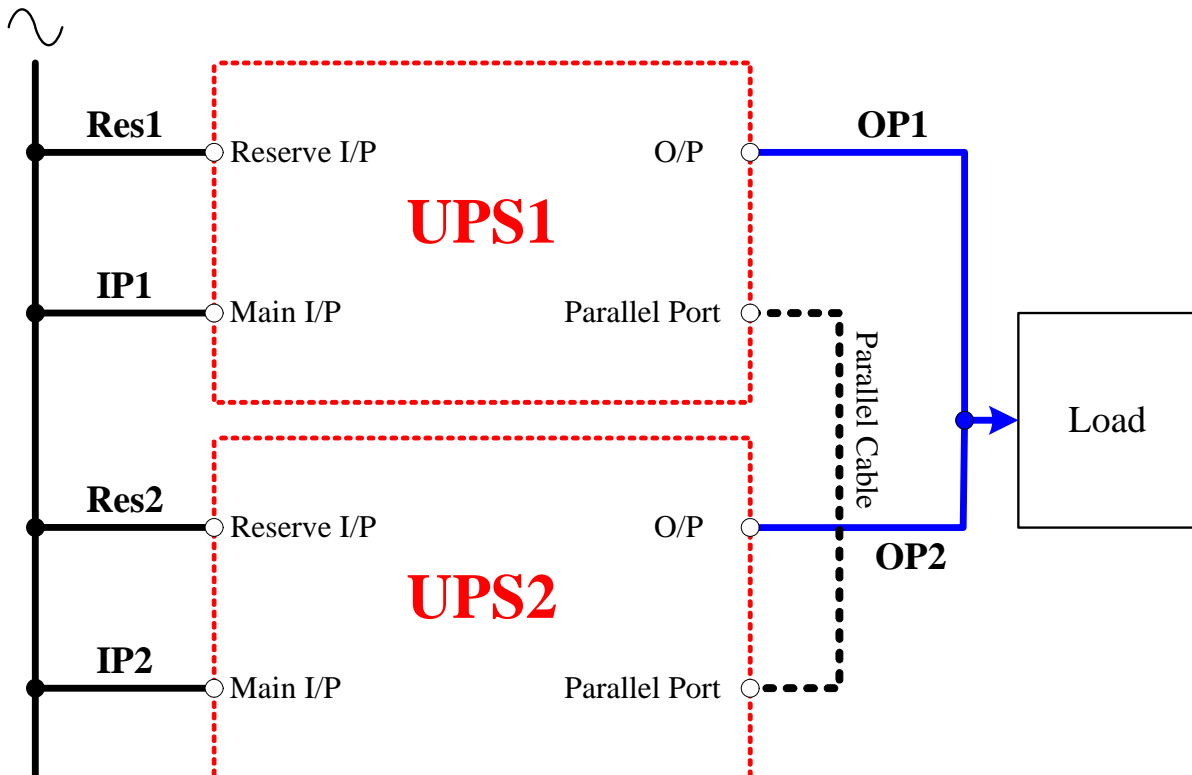 Res1
Reserve I/P
O/P
OP1
UPS1
IP1
Main I/P
Parallel Port
Parallel Cable
Load
Res2
Reserve I/P
O/P
OP2
UPS2
IP2
Main I/P
Parallel Port